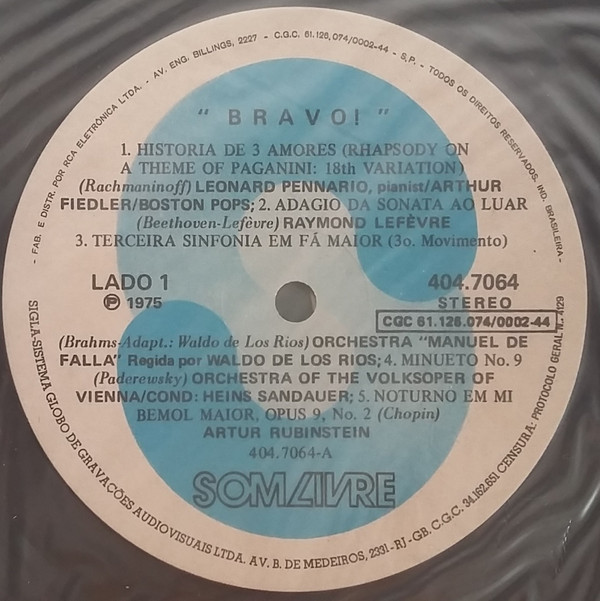 - FAB. E DISTR. POR RCA ELETRÔNICA LTDA. - AV. ENG. BILLINGS, 2227 - C.G.C. 61.126.074/0002-44 - S.P. - TODOS OS DIREITOS RESERVADOS. IND. BRASILEIRA -
" BRAVO! "
1. HISTORIA DE 3 AMORES (RHAPSODY ON
A THEME OF PAGANINI: 18th VARIATION)
(Rachmaninoff) LEONARD PENNARIO, pianist/ARTHUR
FIEDLER/BOSTON POPS; 2. ADAGIO DA SONATA AO LUAR
(Beethoven-Lefèvre) RAYMOND LEFÈVRE
3. TERCEIRA SINFONIA EM FÁ MAIOR (3o. Movimento)
LADO 1
℗ 1975
404.7064
STEREO
CGC 61.126.074/0002-44
(Brahms-Adapt.: Waldo de Los Rios) ORCHESTRA "MANUEL DE
FALLA" Regida por WALDO DE LOS RIOS; 4. MINUETO No. 9
(Paderewsky) ORCHESTRA OF THE VOLKSOPER OF
VIENNA/COND: HEINS SANDAUER; 5. NOTURNO EM MI
BEMOL MAIOR, OPUS 9, No. 2 (Chopin)
ARTUR RUBINSTEIN
404.7064-A
SOM LIVRE
SIGLA-SISTEMA GLOBO DE GRAVAÇÕES AUDIOVISUAIS LTDA. AV. B. DE MEDEIROS, 2331-RJ-GB, C.G.C. 34.162.651 CENSURA: PROTOCOLO GERAL N.: 4129